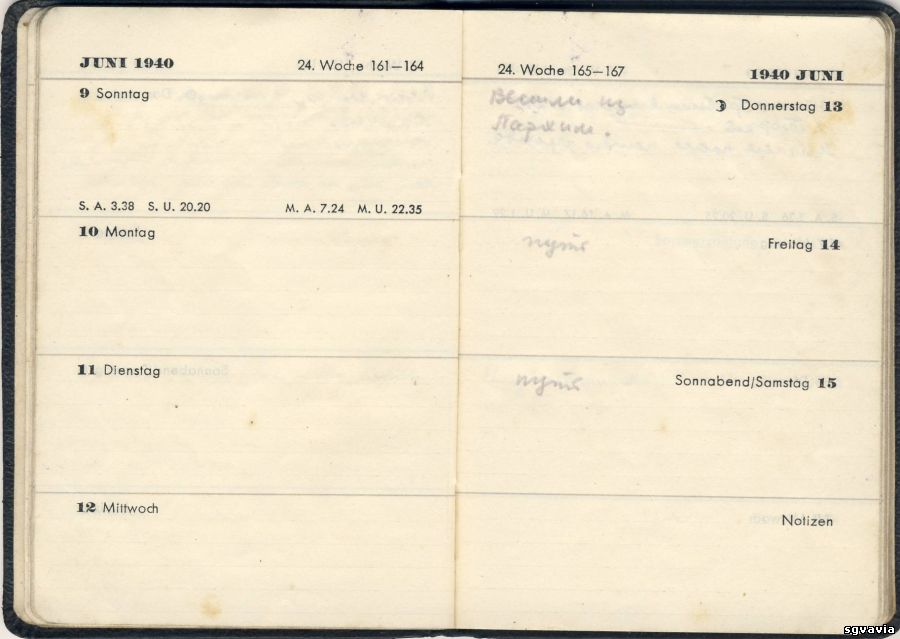 JUNI 1940
24. Woche 161—164
9 Sonntag
S. A. 3.38 S. U. 20.20 M. A. 7.24 M. U. 22.35
10 Montag
11 Dienstag
12 Mittwoch
24. Woche 165—167
1940 JUNI
☽ Donnerstag 13
из
Пархим.
Freitag 14
путь
Sonnabend/Samstag 15
путь
Notizen
sgvavia